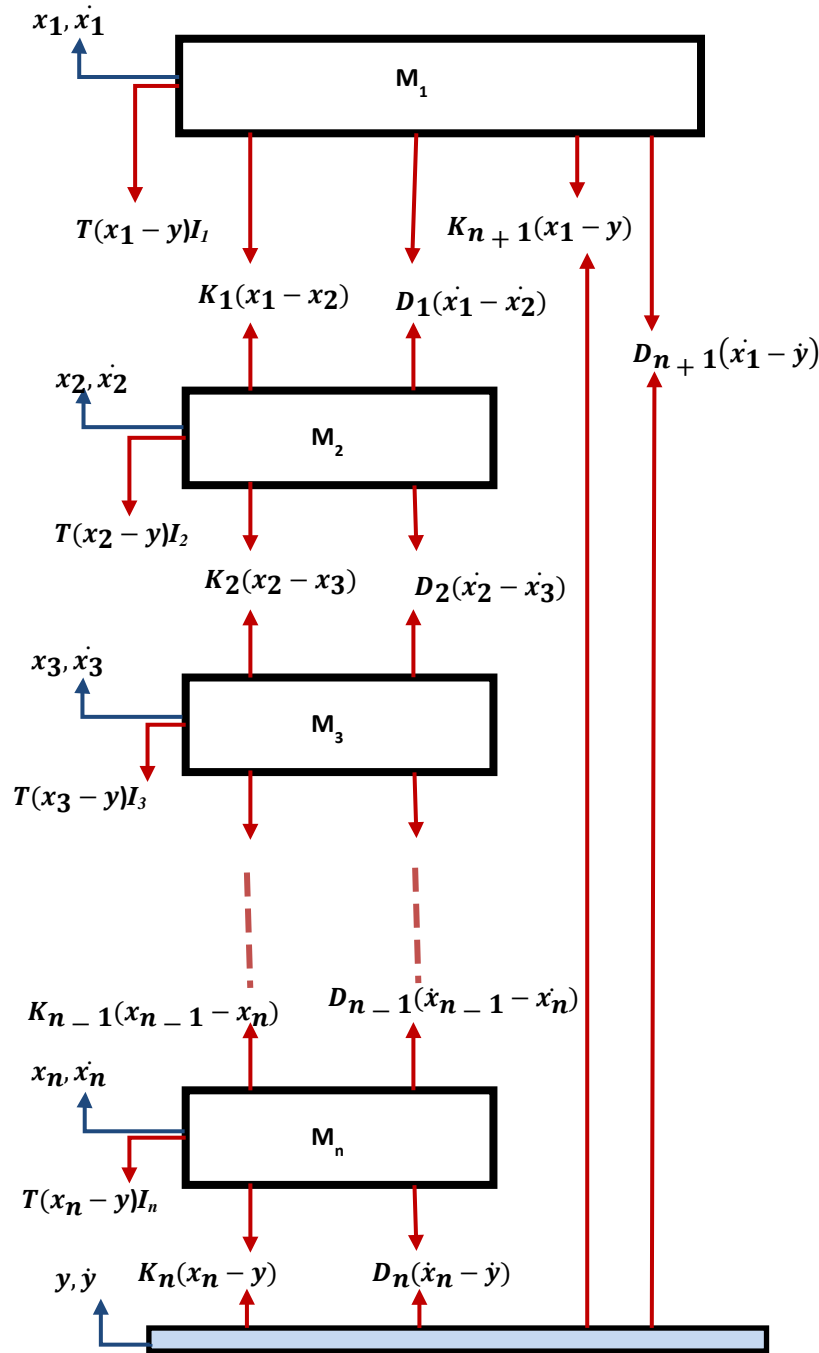 x₁, ẋ₁
M₁
T(x₁ − y)I₁
Kₙ₊₁(x₁ − y)
K₁(x₁ − x₂)
D₁(ẋ₁ − ẋ₂)
Dₙ₊₁(ẋ₁ − ẏ)
x₂, ẋ₂
M₂
T(x₂ − y)I₂
K₂(x₂ − x₃)
D₂(ẋ₂ − ẋ₃)
x₃, ẋ₃
M₃
T(x₃ − y)I₃
Kₙ₋₁(xₙ₋₁ − xₙ)
Dₙ₋₁(ẋₙ₋₁ − ẋₙ)
xₙ, ẋₙ
Mₙ
T(xₙ − y)Iₙ
Kₙ(xₙ − y)
Dₙ(ẋₙ − ẏ)
y, ẏ